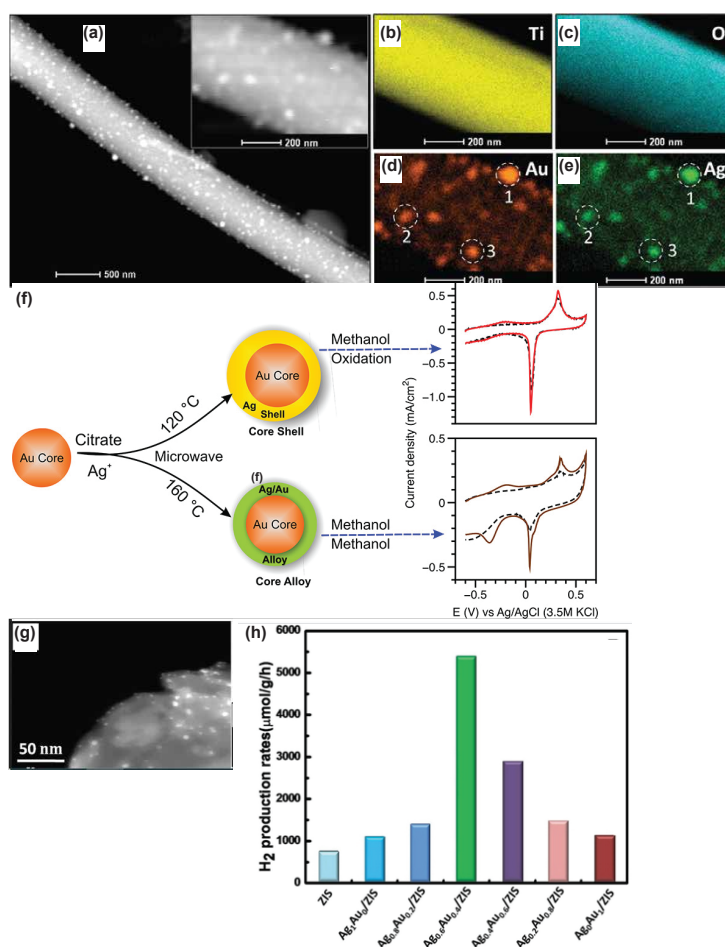 (a)
200 nm
500 nm
(b)
Ti
200 nm
(c)
O
200 nm
(d)
Au
1
2
3
200 nm
(e)
Ag
1
2
3
200 nm
(f)
Au Core
Citrate
Ag⁺
120 °C
Microwave
160 °C
Au Core
Ag
Shell
Core Shell
(f)
Ag/Au
Au Core
Alloy
Core Alloy
Methanol
Oxidation
Methanol
Methanol
0.5
0
−0.5
−1.0
0.5
0
−0.5
Current density (mA/cm²)
−0.5
0
0.5
E (V) vs Ag/AgCl (3.5M KCl)
(g)
50 nm
(h)
H₂ production rates(μmol/g/h)
6000
5000
4000
3000
2000
1000
0
ZIS
Ag₁Au₀/ZIS
Ag₀.₈Au₀.₂/ZIS
Ag₀.₆Au₀.₄/ZIS
Ag₀.₄Au₀.₆/ZIS
Ag₀.₂Au₀.₈/ZIS
Ag₀Au₁/ZIS